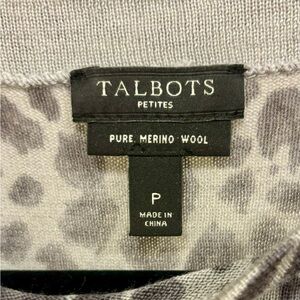 TALBOTS
PETITES
PURE MERINO WOOL
P
MADE IN
CHINA